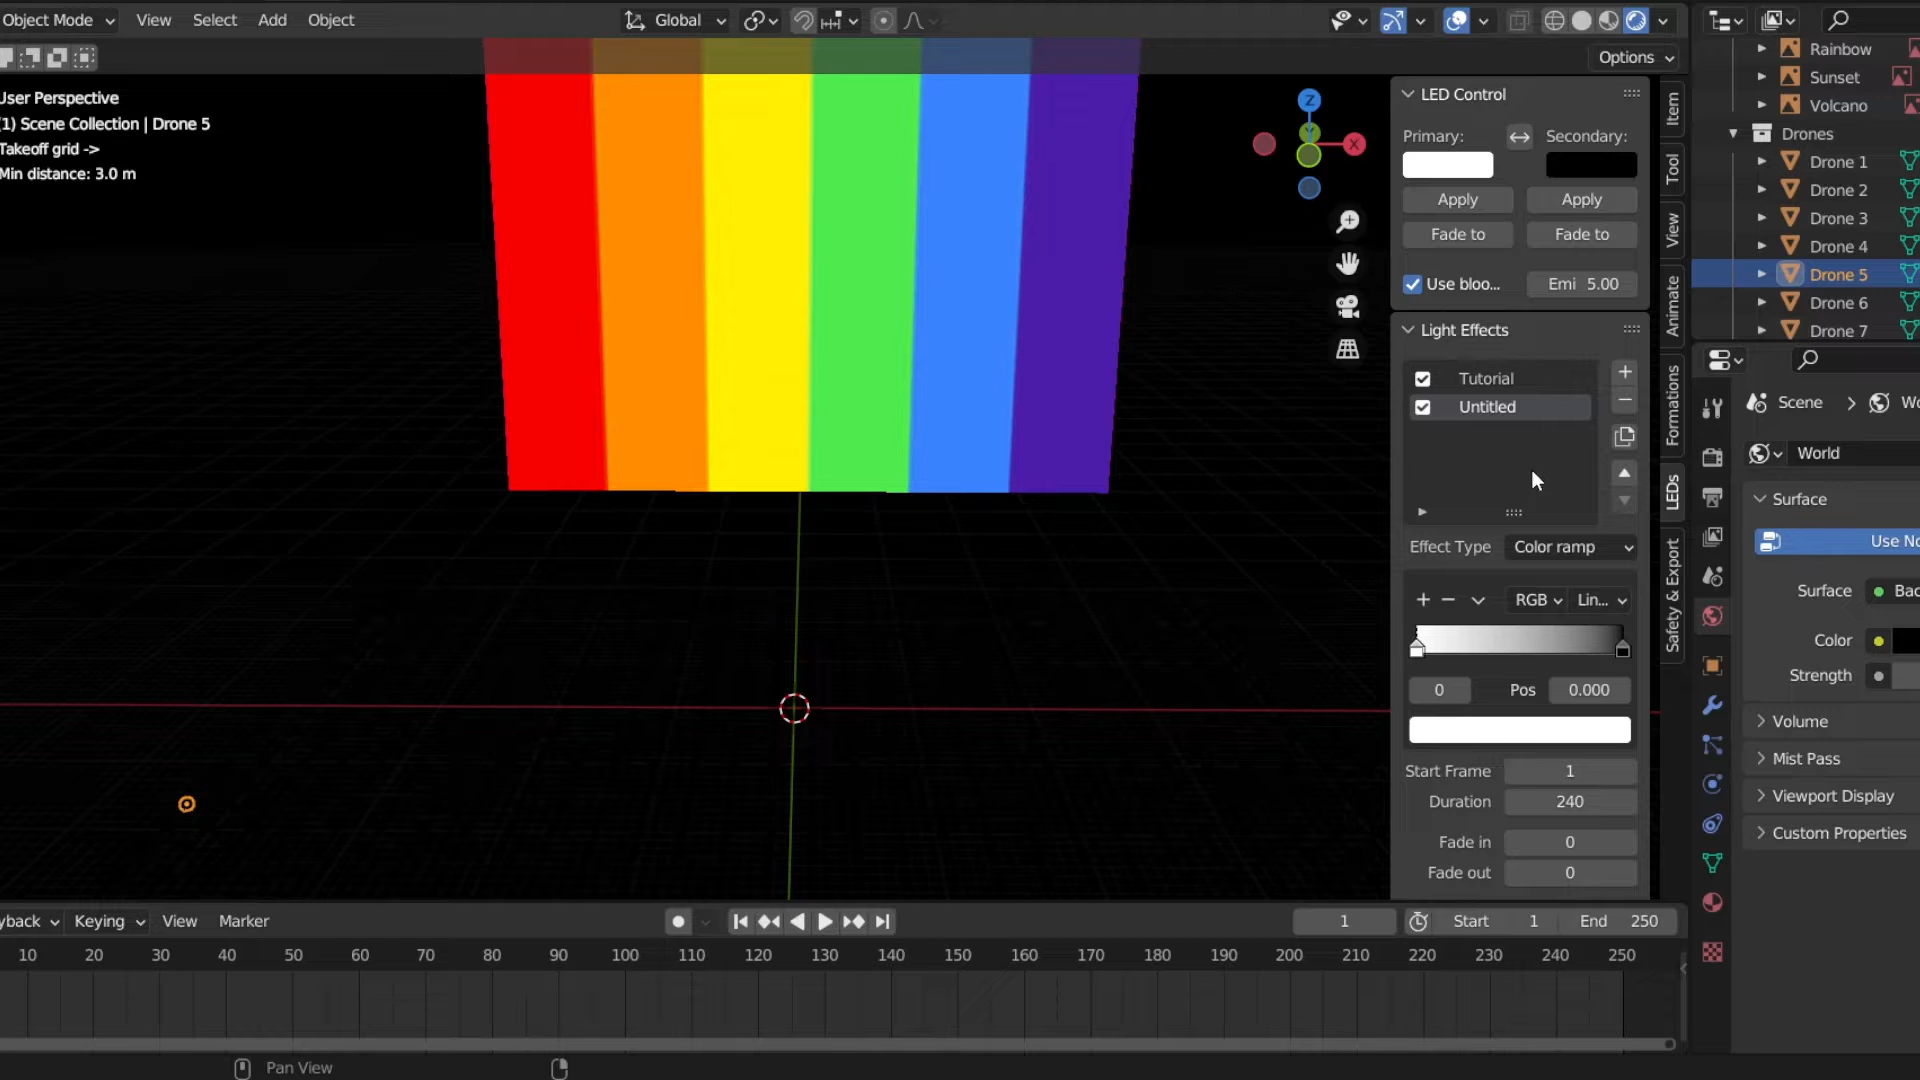 Object Mode View Select Add Object Global
Options
User Perspective
(1) Scene Collection | Drone 5
Takeoff grid ->
Min distance: 3.0 m
Z
Y
X
LED Control
Primary: Secondary:
Apply Apply
Fade to Fade to
Use bloo... Emi 5.00
Light Effects
Tutorial
Untitled
Effect Type Color ramp
RGB Lin...
0 Pos 0.000
Start Frame 1
Duration 240
Fade in 0
Fade out 0
Item
Tool
View
Animate
Formations
LEDs
Safety & Export
Rainbow
Sunset
Volcano
Drones
Drone 1
Drone 2
Drone 3
Drone 4
Drone 5
Drone 6
Drone 7
Scene > Wo
World
Surface
Use No
Surface Bac
Color
Strength
Volume
Mist Pass
Viewport Display
Custom Properties
yback Keying View Marker 1 Start 1 End 250
10 20 30 40 50 60 70 80 90 100 110 120 130 140 150 160 170 180 190 200 210 220 230 240 250
Pan View